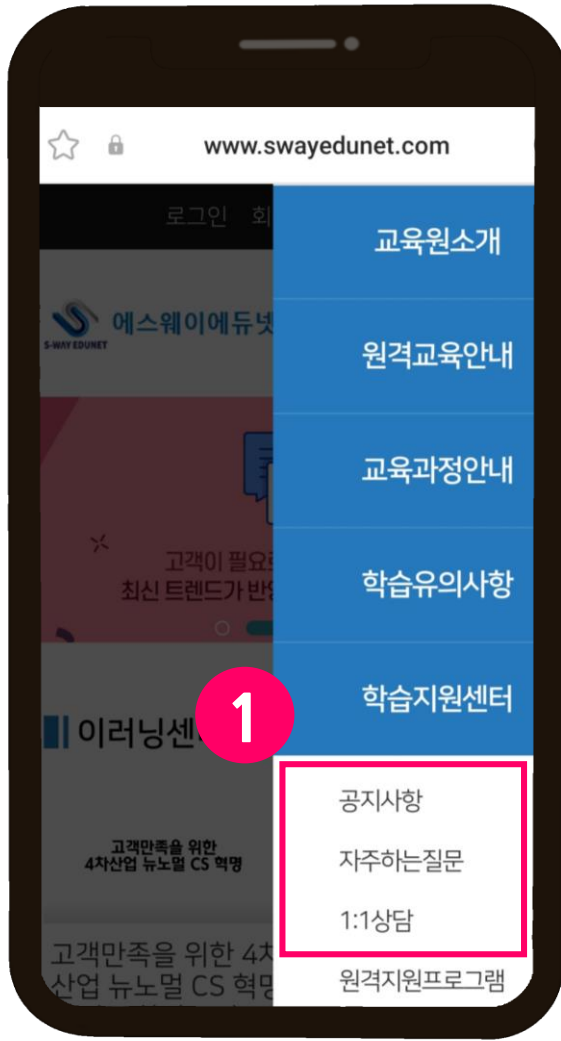 www.swayedunet.com
로그인 회
교육원소개
S-WAY EDUNET
에스웨이에듀넷
원격교육안내
교육과정안내
고객이 필요로
최신 트렌드가 반영
학습유의사항
1
학습지원센터
이러닝센
공지사항
자주하는질문
1:1상담
원격지원프로그램
고객만족을 위한
4차산업 뉴노멀 CS 혁명
고객만족을 위한 4차
산업 뉴노멀 CS 혁명